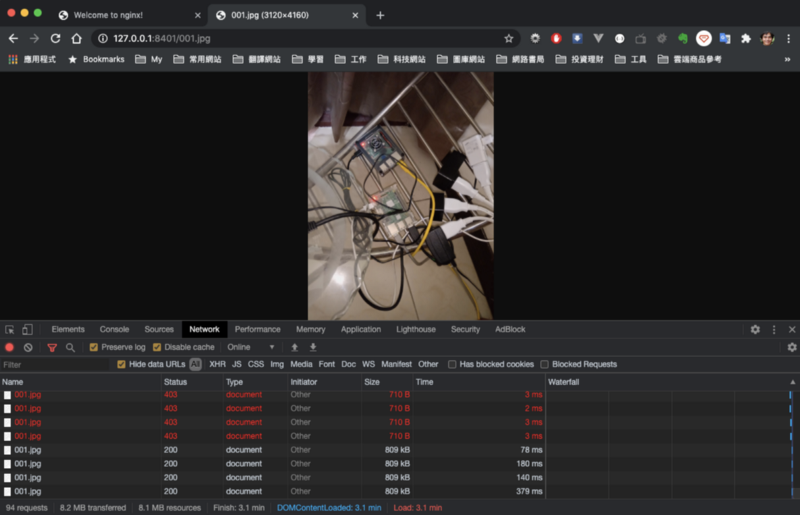 Welcome to nginx! 001.jpg (3120×4160)
127.0.0.1:8401/001.jpg
應用程式 Bookmarks My 常用網站 翻譯網站 學習 工作 科技網站 圖庫網站 網路書局 投資理財 工具 雲端商品參考 »
Elements Console Sources Network Performance Memory Application Lighthouse Security AdBlock
Preserve log Disable cache Online
Filter Hide data URLs All XHR JS CSS Img Media Font Doc WS Manifest Other Has blocked cookies Blocked Requests
Name Status Type Initiator Size Time Waterfall
001.jpg 403 document Other 710 B 3 ms
001.jpg 403 document Other 710 B 2 ms
001.jpg 403 document Other 710 B 3 ms
001.jpg 403 document Other 710 B 3 ms
001.jpg 200 document Other 809 kB 78 ms
001.jpg 200 document Other 809 kB 180 ms
001.jpg 200 document Other 809 kB 140 ms
001.jpg 200 document Other 809 kB 379 ms
94 requests 8.2 MB transferred 8.1 MB resources Finish: 3.1 min DOMContentLoaded: 3.1 min Load: 3.1 min